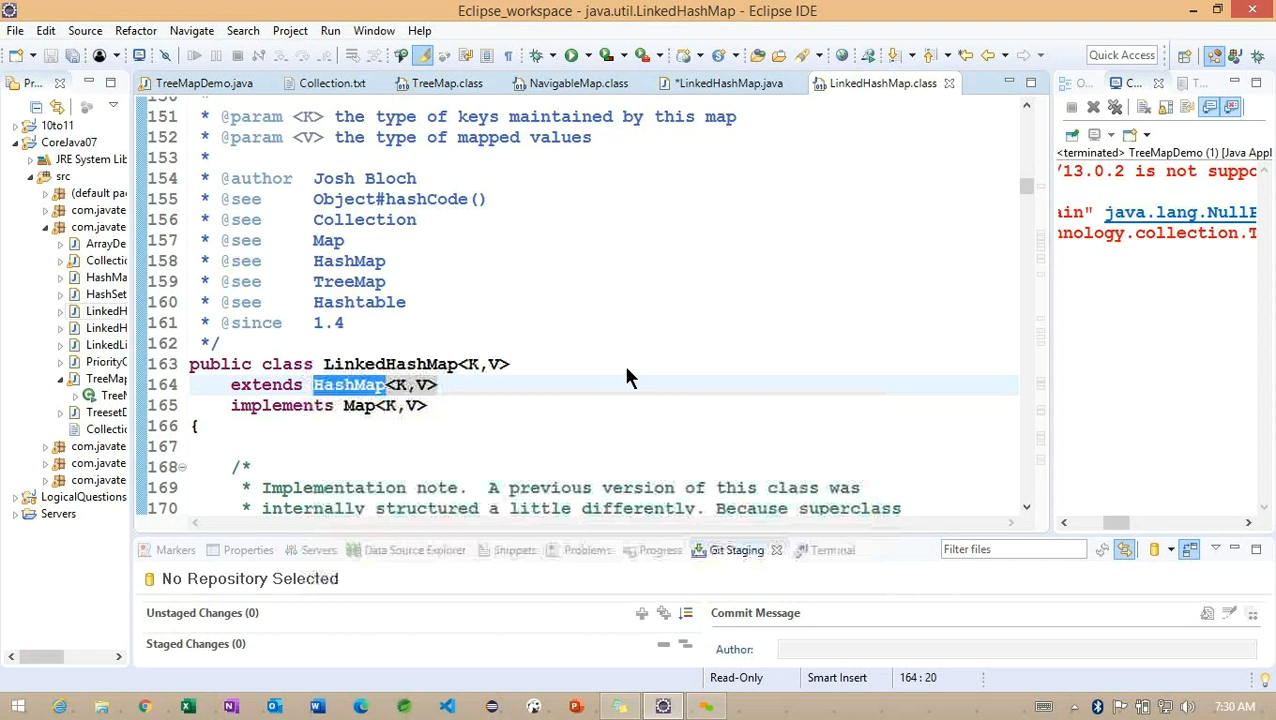 Eclipse_workspace - java.util.LinkedHashMap - Eclipse IDE
File Edit Source Refactor Navigate Search Project Run Window Help
Quick Access
Pr...
TreeMapDemo.java
Collection.txt
TreeMap.class
NavigableMap.class
*LinkedHashMap.java
LinkedHashMap.class
10to11
CoreJava07
JRE System Lib
src
(default pac
com.javate
com.javate
ArrayDe
Collectio
HashMa
HashSet
LinkedH
LinkedH
LinkedLi
PriorityC
TreeMap
TreeM
TreesetD
Collectio
com.javate
com.javate
com.javate
LogicalQuestions
Servers
151 * @param <K> the type of keys maintained by this map
152 * @param <V> the type of mapped values
153 *
154 * @author Josh Bloch
155 * @see Object#hashCode()
156 * @see Collection
157 * @see Map
158 * @see HashMap
159 * @see TreeMap
160 * @see Hashtable
161 * @since 1.4
162 */
163 public class LinkedHashMap<K,V>
164 extends HashMap<K,V>
165 implements Map<K,V>
166 {
167
168 /*
169 * Implementation note. A previous version of this class was
170 * internally structured a little differently. Because superclass
O...
C...
<terminated> TreeMapDemo (1) [Java Appl
/13.0.2 is not suppo
ain" java.lang.NullP
hnology.collection.T
Markers Properties Servers Data Source Explorer Snippets Problems Progress Git Staging Terminal
Filter files
No Repository Selected
Unstaged Changes (0)
Staged Changes (0)
Commit Message
Author:
Read-Only Smart Insert 164 : 20
7:30 AM